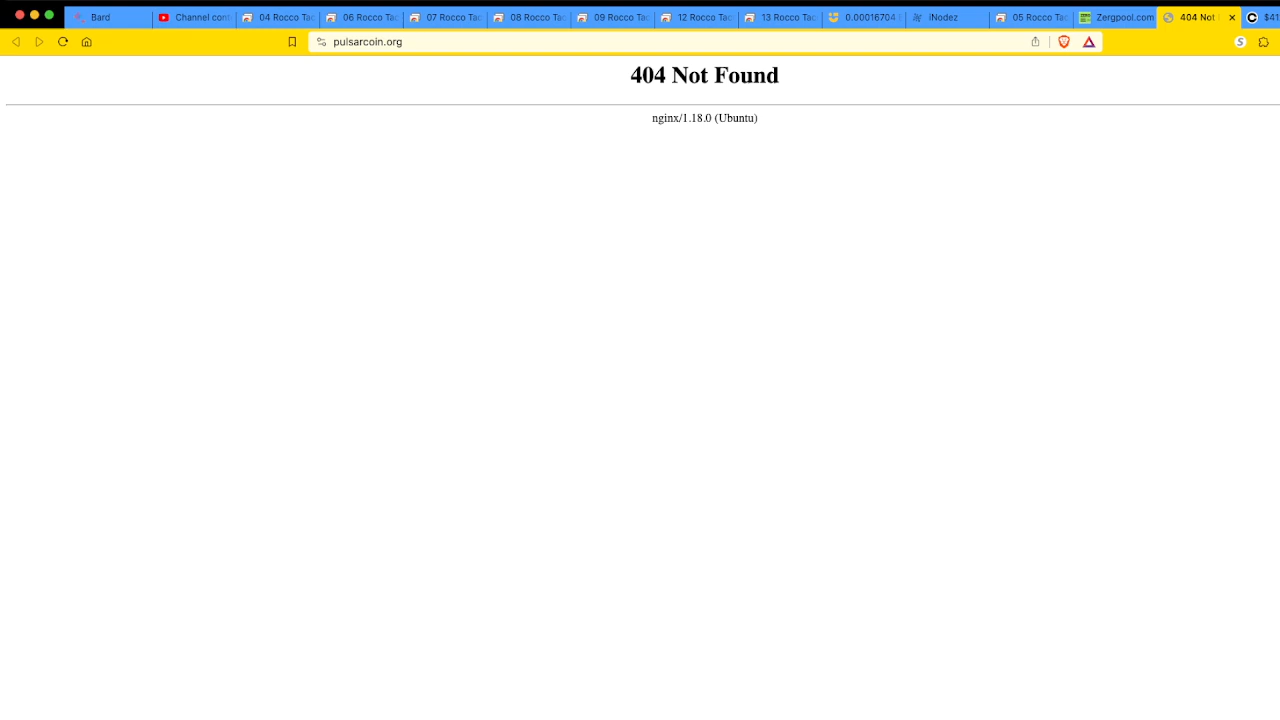 Bard
Channel cont
04 Rocco Tac
06 Rocco Tac
07 Rocco Tac
08 Rocco Tac
09 Rocco Tac
12 Rocco Tac
13 Rocco Tac
0.00016704
iNodez
05 Rocco Tac
Zergpool.com
404 Not
$41
pulsarcoin.org
404 Not Found
nginx/1.18.0 (Ubuntu)